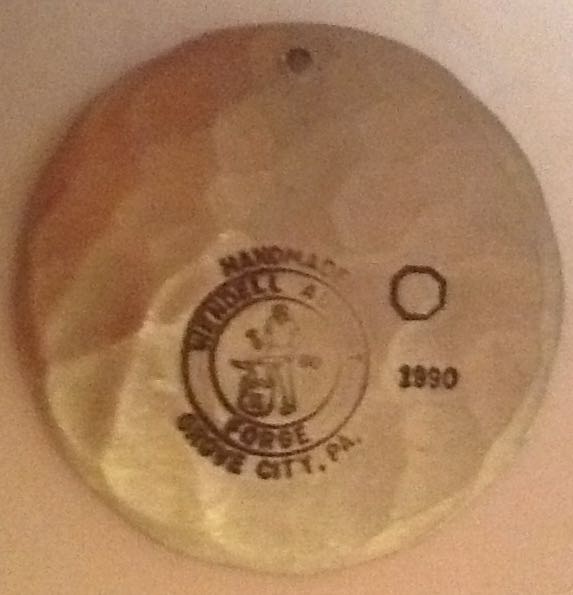 HANDMADE
WENDELL
FORGE
GROVE CITY, PA.
1990